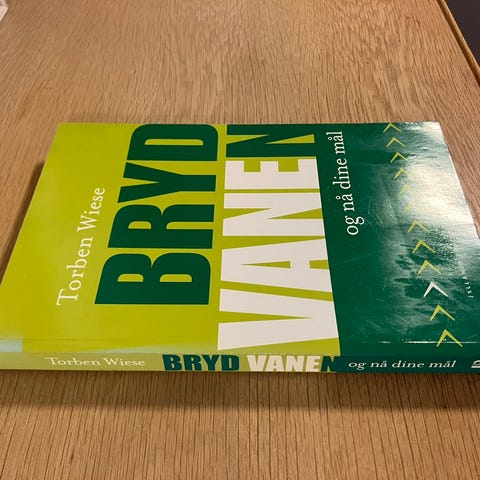 Torben Wiese
BRYD
VANEN
og nå dine mål
Torben Wiese BRYD VANEN og nå dine mål